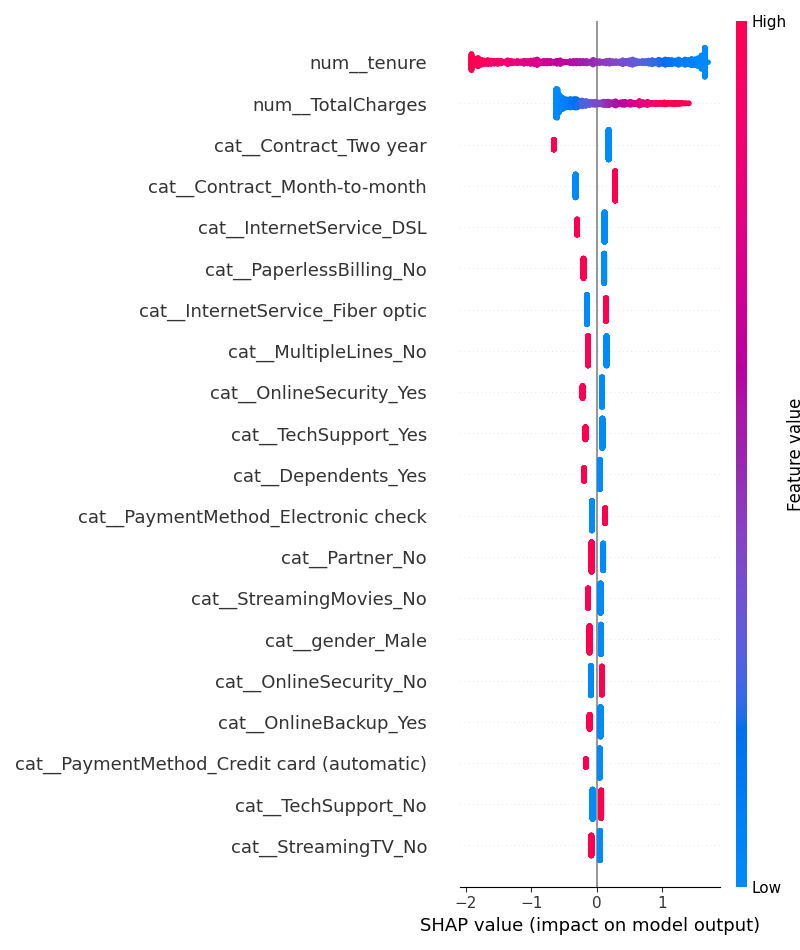 High
num__tenure
num__TotalCharges
cat__Contract_Two year
cat__Contract_Month-to-month
cat__InternetService_DSL
cat__PaperlessBilling_No
cat__InternetService_Fiber optic
cat__MultipleLines_No
cat__OnlineSecurity_Yes
cat__TechSupport_Yes
cat__Dependents_Yes
cat__PaymentMethod_Electronic check
cat__Partner_No
cat__StreamingMovies_No
cat__gender_Male
cat__OnlineSecurity_No
cat__OnlineBackup_Yes
cat__PaymentMethod_Credit card (automatic)
cat__TechSupport_No
cat__StreamingTV_No
Feature value
Low
−2 −1 0 1
SHAP value (impact on model output)